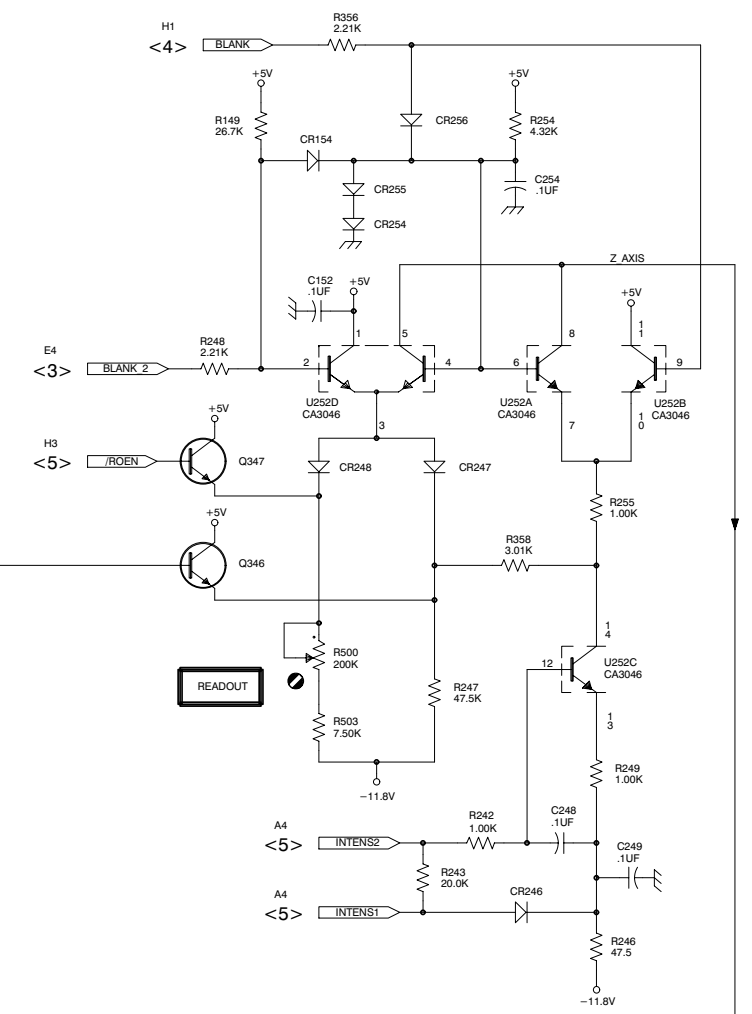 R356
2.21K
H1
<4>
BLANK
+5V
+5V
R149
26.7K
CR154
CR256
R254
4.32K
CR255
C254
.1UF
CR254
Z_AXIS
C152
.1UF
+5V
+5V
1
5
8
1
1
R248
2.21K
E4
<3>
BLANK_2
2
4
6
9
U252D
CA3046
U252A
CA3046
U252B
CA3046
3
7
1
0
+5V
H3
<5>
/ROEN
Q347
CR248
CR247
R255
1.00K
+5V
Q346
R358
3.01K
1
4
12
U252C
CA3046
R500
200K
READOUT
R247
47.5K
1
3
R503
7.50K
R249
1.00K
−11.8V
A4
<5>
INTENS2
R242
1.00K
C248
.1UF
C249
.1UF
R243
20.0K
A4
<5>
INTENS1
CR246
R246
47.5
−11.8V